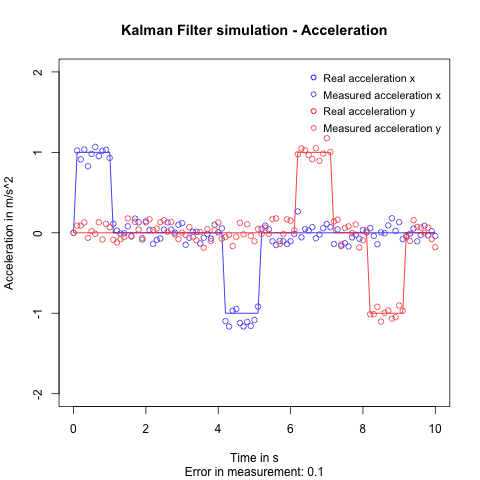 Kalman Filter simulation - Acceleration
Real acceleration x
Measured acceleration x
Real acceleration y
Measured acceleration y
Acceleration in m/s^2
2
1
0
-1
-2
0 2 4 6 8 10
Time in s
Error in measurement: 0.1